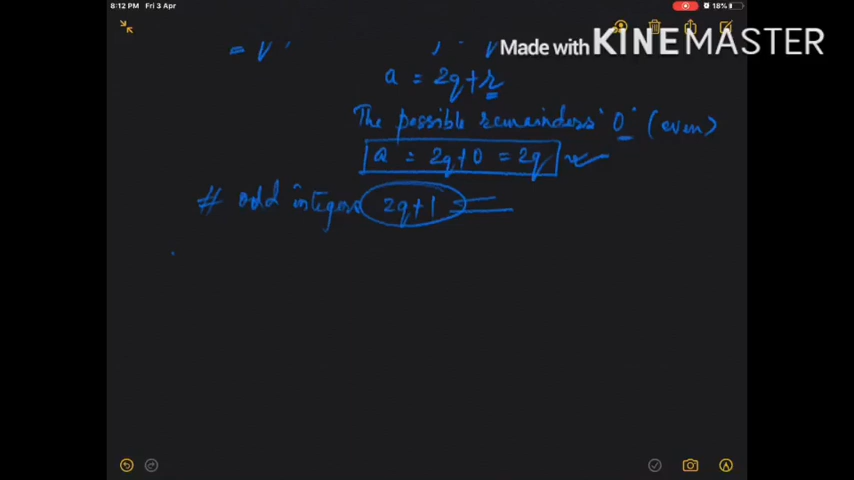 8:12 PM Fri 3 Apr
18%
Made with KINEMASTER
a = 2q+r
The possible remainders 0 (even)
a = 2q+0 = 2q
# odd integers 2q+1